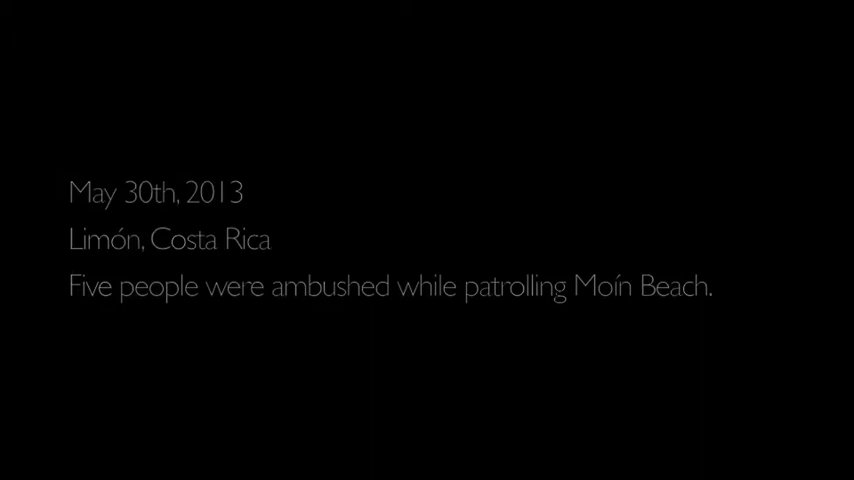 May 30th, 2013
Limón, Costa Rica
Five people were ambushed while patrolling Moín Beach.